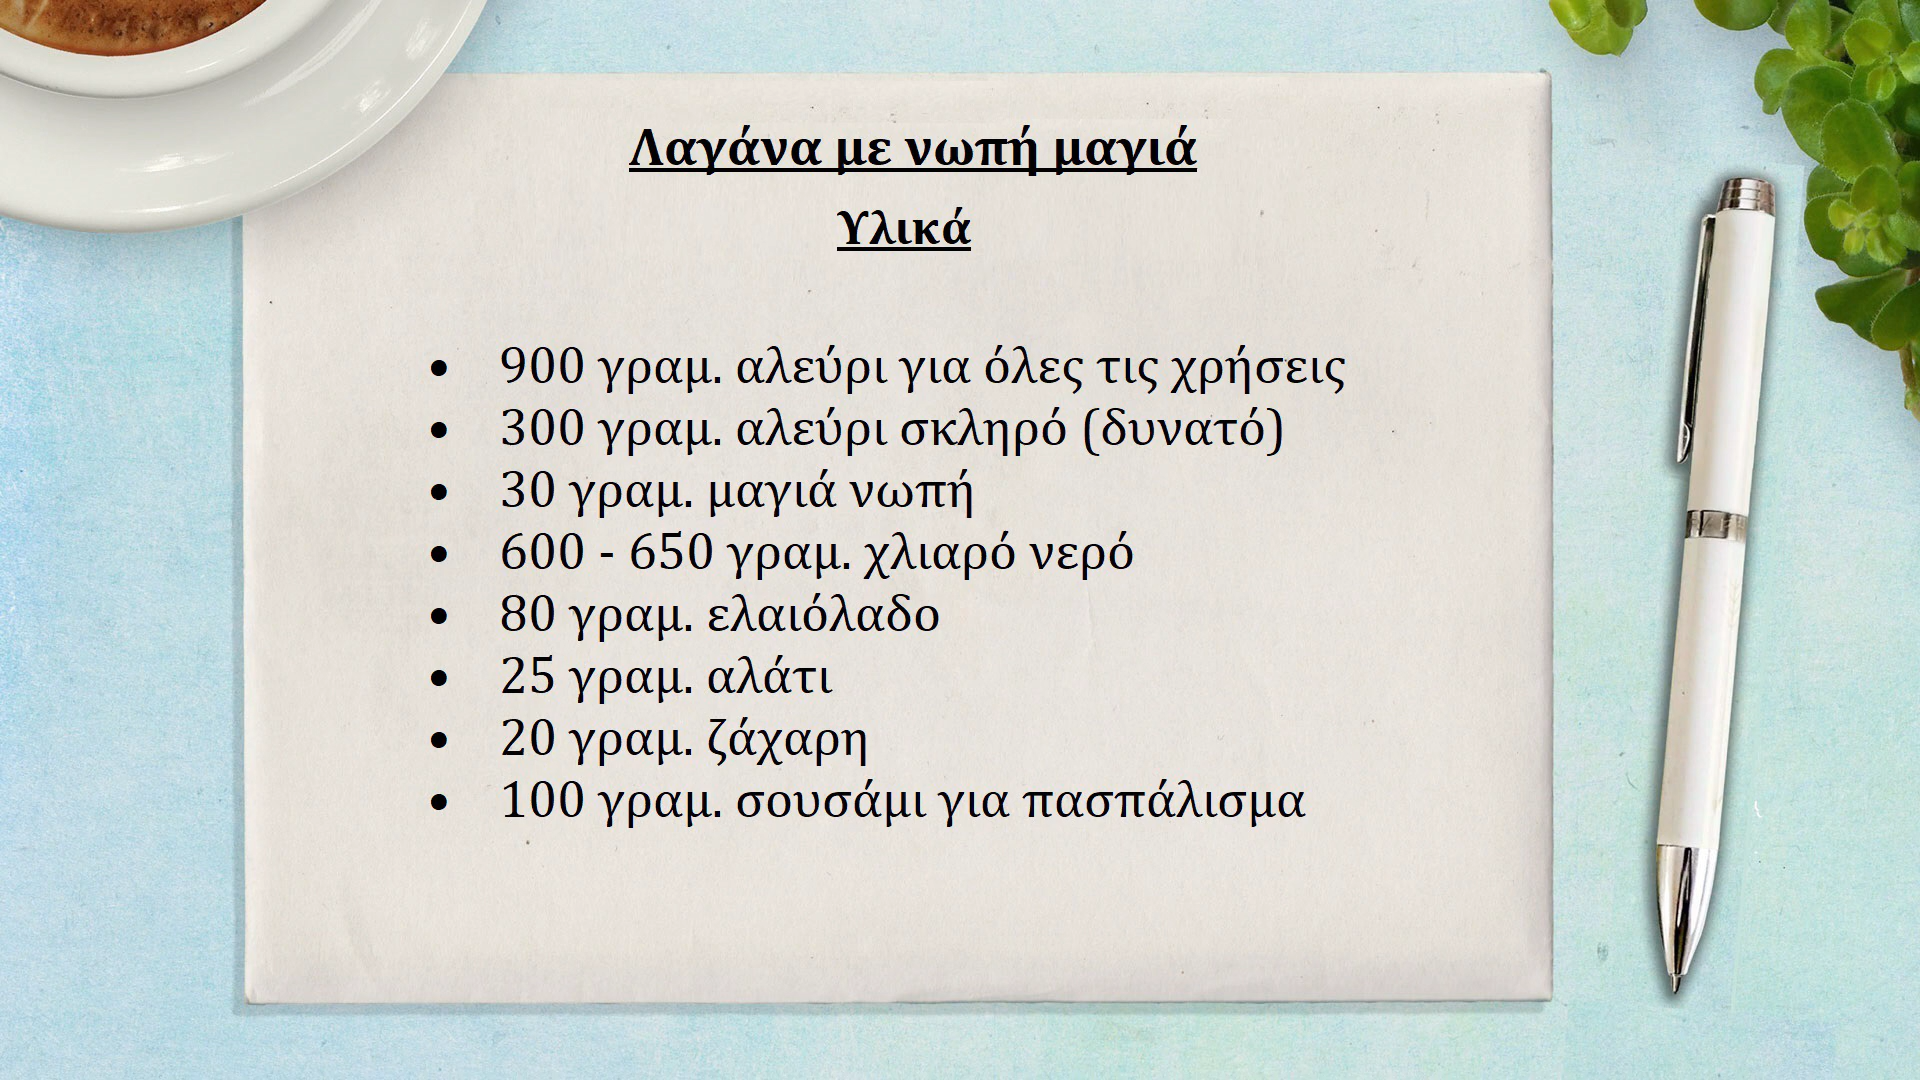 Λαγάνα με νωπή μαγιά
Υλικά
• 900 γραμ. αλεύρι για όλες τις χρήσεις
• 300 γραμ. αλεύρι σκληρό (δυνατό)
• 30 γραμ. μαγιά νωπή
• 600 - 650 γραμ. χλιαρό νερό
• 80 γραμ. ελαιόλαδο
• 25 γραμ. αλάτι
• 20 γραμ. ζάχαρη
• 100 γραμ. σουσάμι για πασπάλισμα